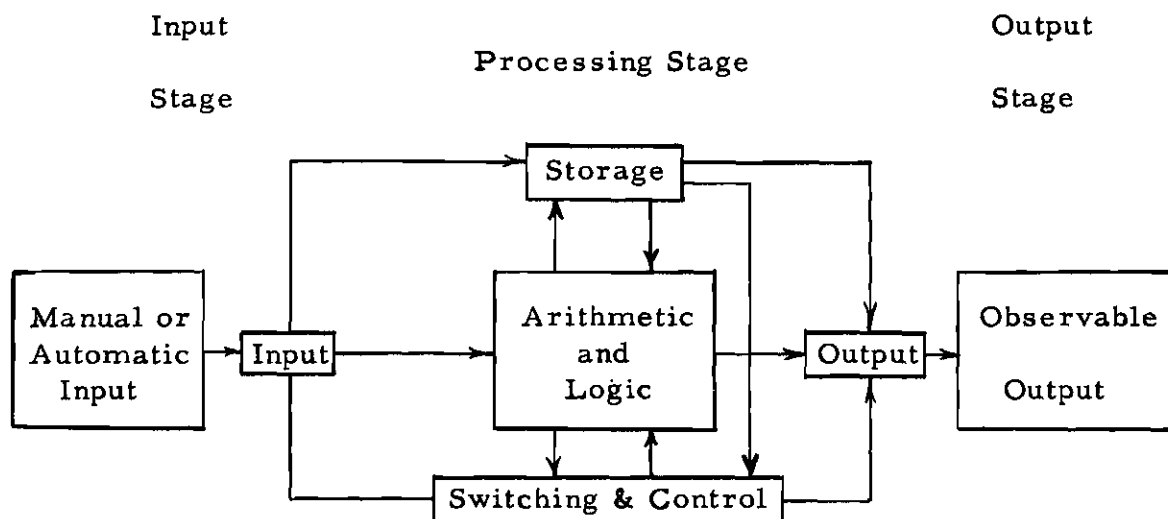 Input
Stage
Processing Stage
Output
Stage
Storage
Manual or
Automatic
Input
Input
Arithmetic
and
Logic
Output
Observable
Output
Switching & Control